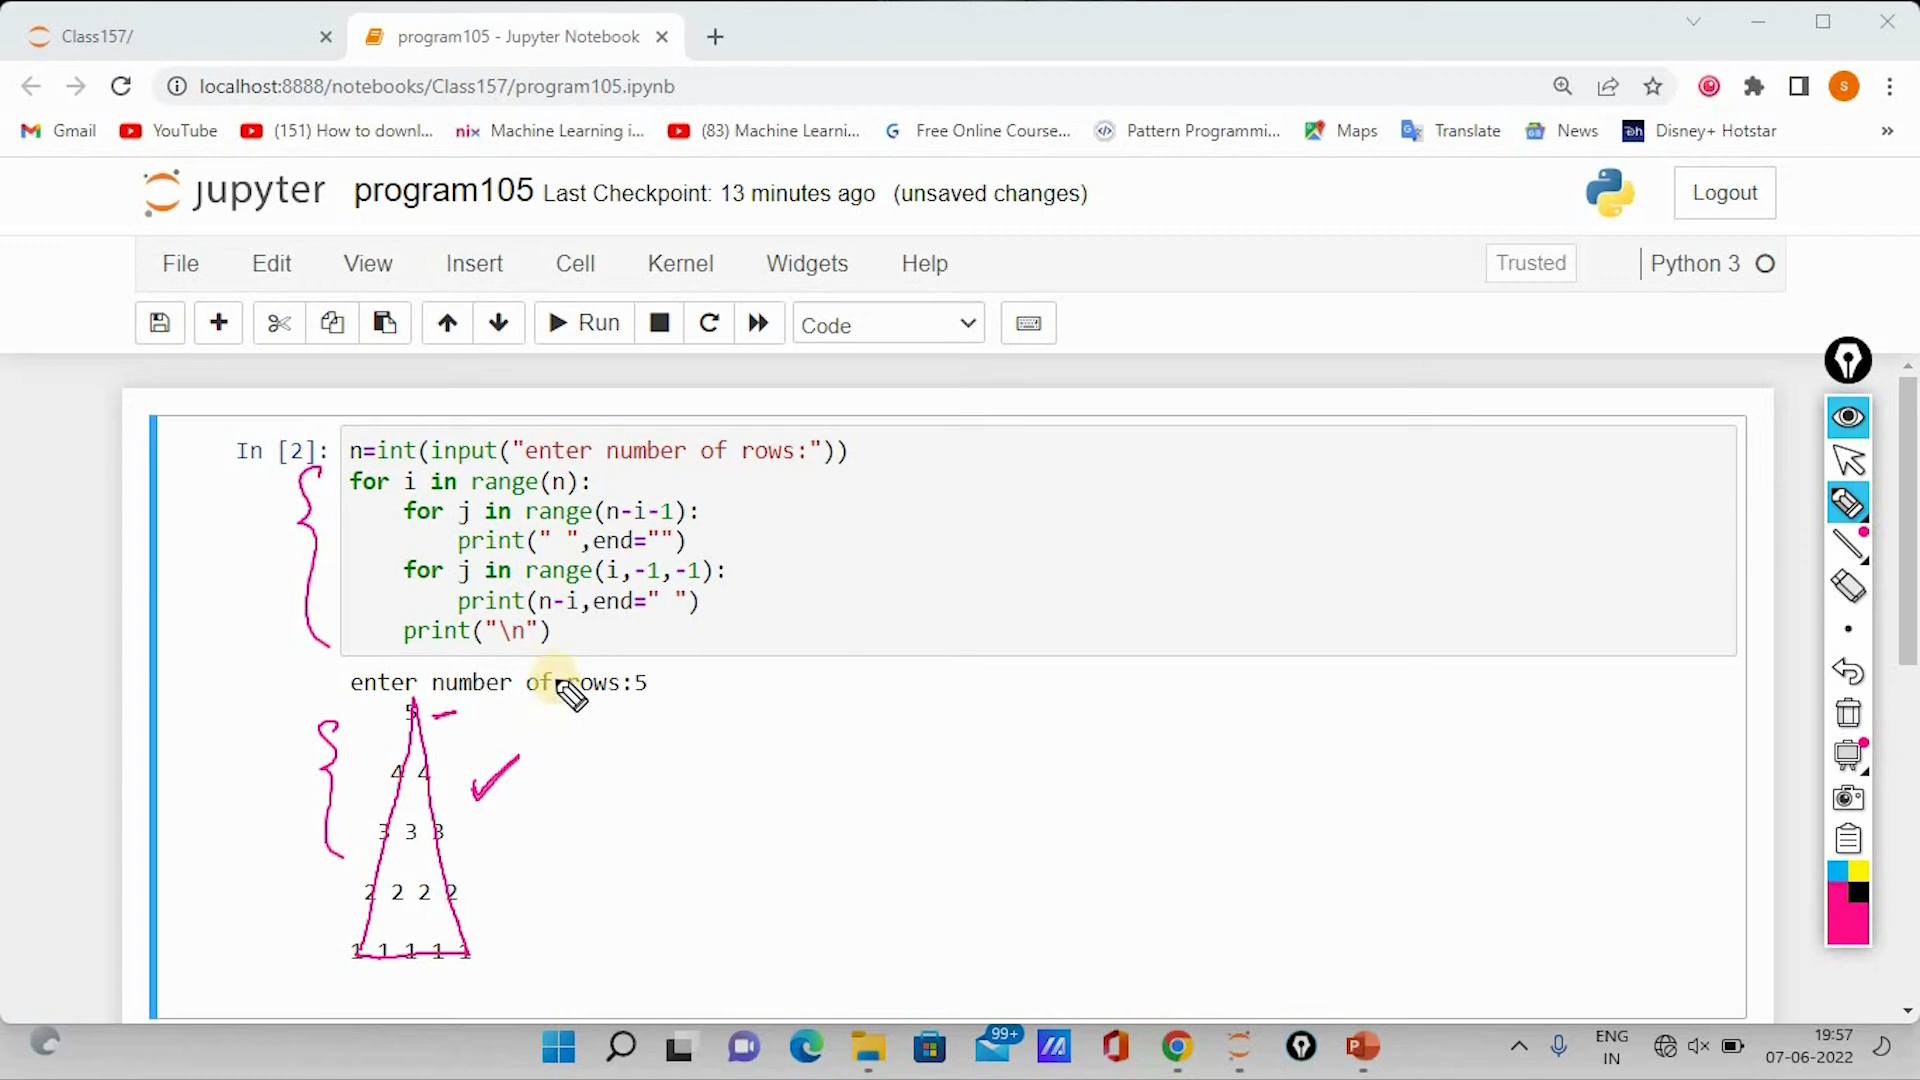 Class157/
program105 - Jupyter Notebook
localhost:8888/notebooks/Class157/program105.ipynb
S
Gmail
YouTube
(151) How to downl...
nix Machine Learning i...
(83) Machine Learni...
G Free Online Course...
Pattern Programmi...
Maps
Translate
News
Disney+ Hotstar
»
jupyter program105 Last Checkpoint: 13 minutes ago (unsaved changes)
Logout
File Edit View Insert Cell Kernel Widgets Help
Trusted
Python 3
Run
Code
In [2]: n=int(input("enter number of rows:"))
for i in range(n):
    for j in range(n-i-1):
        print(" ",end="")
    for j in range(i,-1,-1):
        print(n-i,end=" ")
    print("\n")
enter number of rows:5
    5
   4 4
  3 3 3
 2 2 2 2
1 1 1 1 1
99+
ENG
IN
19:57
07-06-2022